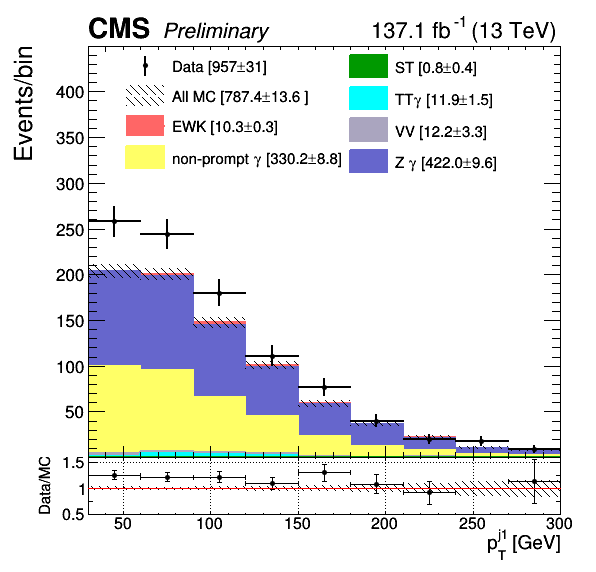 CMS Preliminary 137.1 fb⁻¹ (13 TeV)
Events/bin
Data [957±31]
All MC [787.4±13.6 ]
EWK [10.3±0.3]
non-prompt γ [330.2±8.8]
ST [0.8±0.4]
TTγ [11.9±1.5]
VV [12.2±3.3]
Z γ [422.0±9.6]
400
350
300
250
200
150
100
50
Data/MC
1.5
1
0.5
50 100 150 200 250 300
p_T^j1 [GeV]